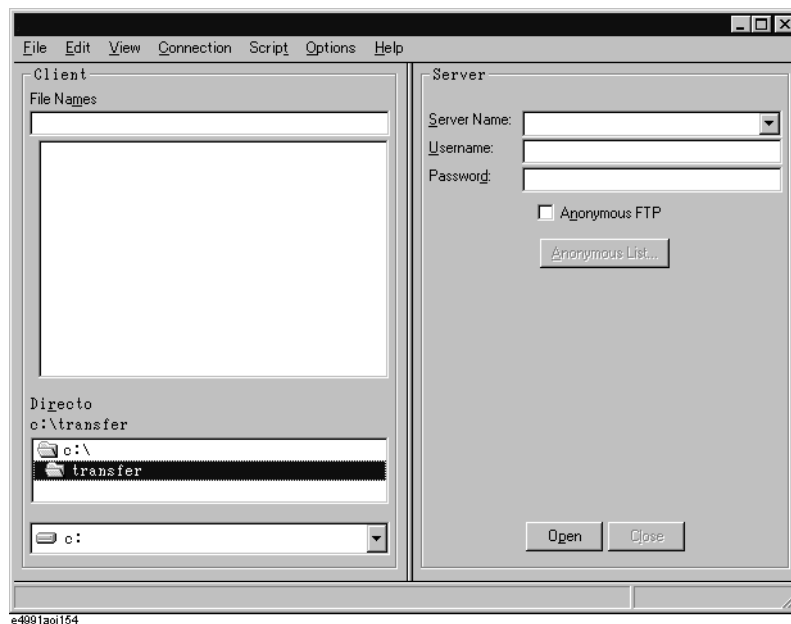 File Edit View Connection Script Options Help
Client
File Names
Directo
c:\transfer
c:\
transfer
c:
Server
Server Name:
Username:
Password:
Anonymous FTP
Anonymous List...
Open Close
e4991aoj154